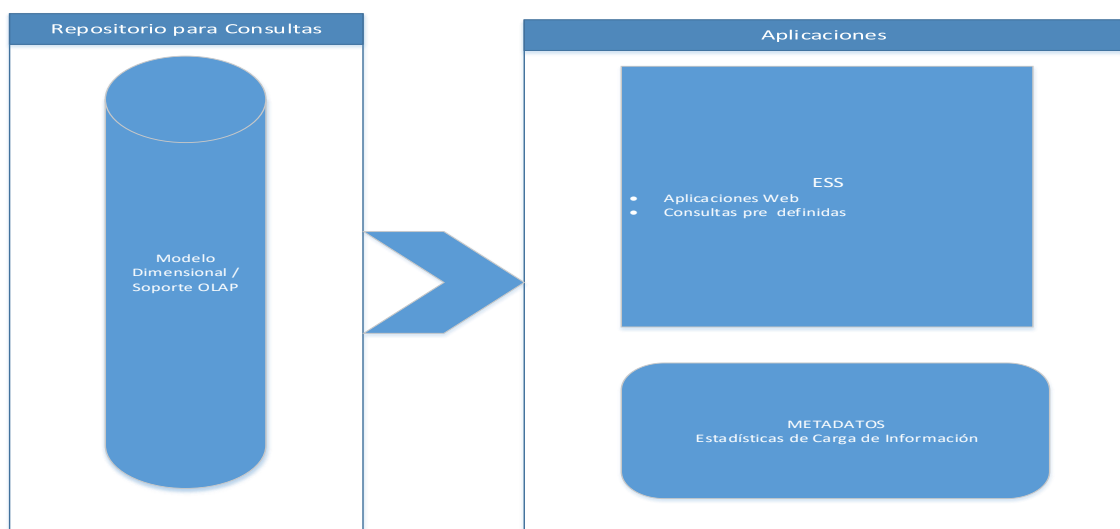 Repositorio para Consultas
Modelo
Dimensional /
Soporte OLAP
Aplicaciones
ESS
• Aplicaciones Web
• Consultas pre definidas
METADATOS
Estadísticas de Carga de Información